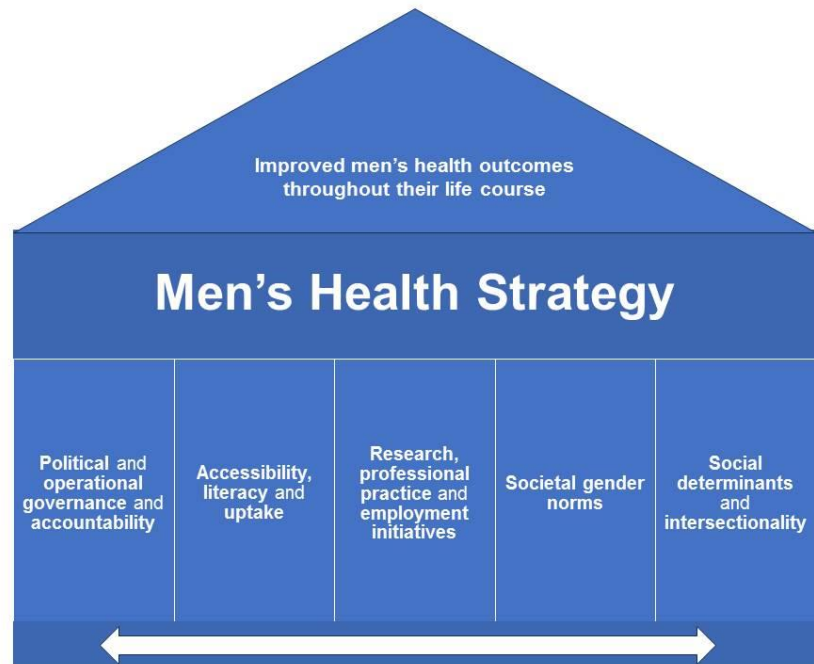 Improved men’s health outcomes
throughout their life course
Men’s Health Strategy
Political and
operational
governance and
accountability
Accessibility,
literacy and
uptake
Research,
professional
practice and
employment
initiatives
Societal gender
norms
Social
determinants
and
intersectionality